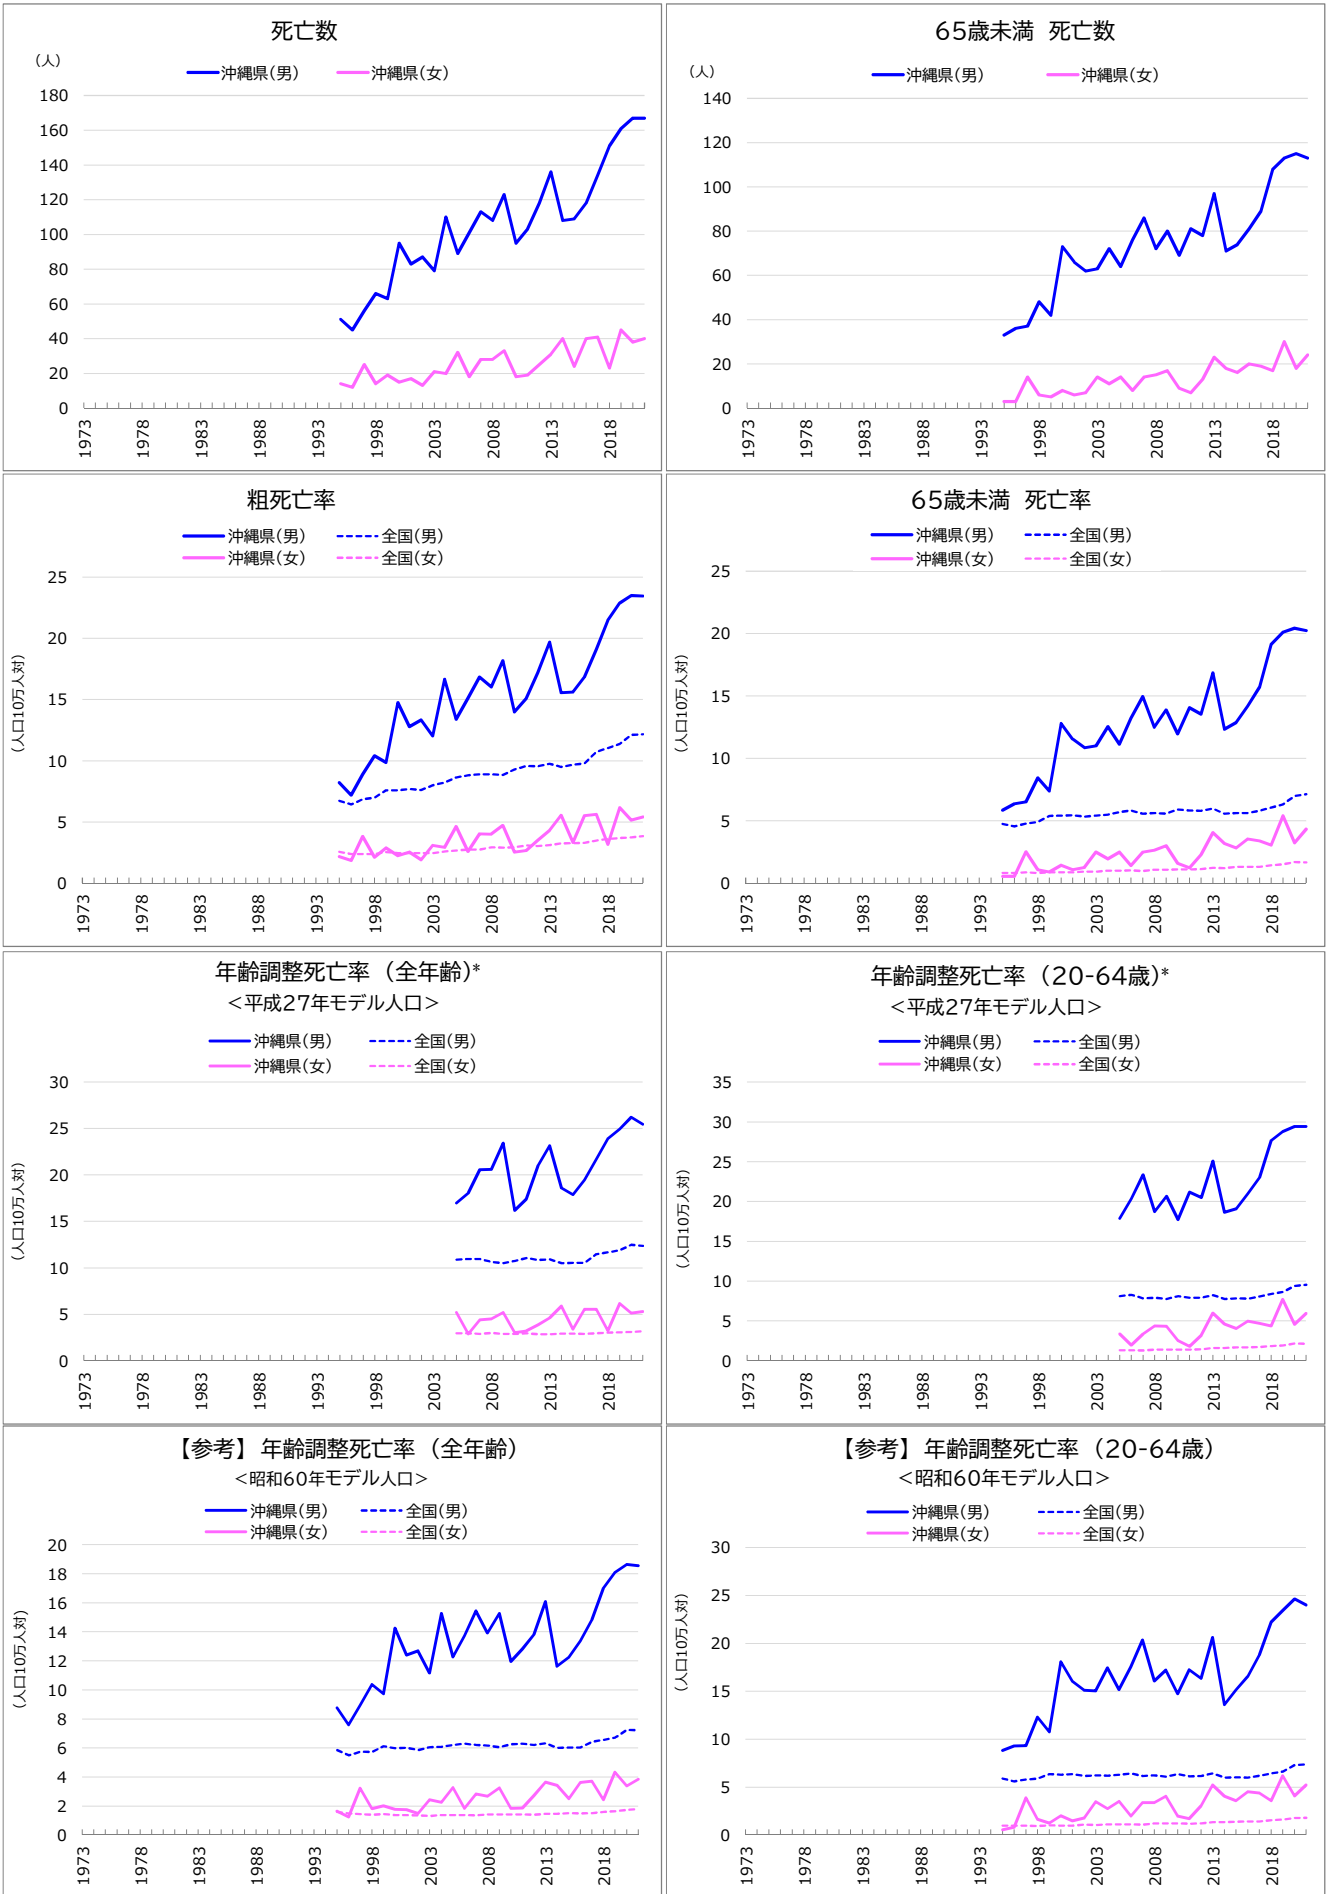 死亡数
（人）
沖縄県（男） 沖縄県（女）
180
160
140
120
100
80
60
40
20
0
1973 1978 1983 1988 1993 1998 2003 2008 2013 2018
65歳未満 死亡数
（人）
沖縄県（男） 沖縄県（女）
140
120
100
80
60
40
20
0
1973 1978 1983 1988 1993 1998 2003 2008 2013 2018
粗死亡率
沖縄県（男） 全国（男）
沖縄県（女） 全国（女）
（人口10万人対）
25
20
15
10
5
0
1973 1978 1983 1988 1993 1998 2003 2008 2013 2018
65歳未満 死亡率
沖縄県（男） 全国（男）
沖縄県（女） 全国（女）
（人口10万人対）
25
20
15
10
5
0
1973 1978 1983 1988 1993 1998 2003 2008 2013 2018
年齢調整死亡率（全年齢）*
＜平成27年モデル人口＞
沖縄県（男） 全国（男）
沖縄県（女） 全国（女）
（人口10万人対）
30
25
20
15
10
5
0
1973 1978 1983 1988 1993 1998 2003 2008 2013 2018
年齢調整死亡率（20-64歳）*
＜平成27年モデル人口＞
沖縄県（男） 全国（男）
沖縄県（女） 全国（女）
（人口10万人対）
35
30
25
20
15
10
5
0
1973 1978 1983 1988 1993 1998 2003 2008 2013 2018
【参考】年齢調整死亡率（全年齢）
＜昭和60年モデル人口＞
沖縄県（男） 全国（男）
沖縄県（女） 全国（女）
（人口10万人対）
20
18
16
14
12
10
8
6
4
2
0
1973 1978 1983 1988 1993 1998 2003 2008 2013 2018
【参考】年齢調整死亡率（20-64歳）
＜昭和60年モデル人口＞
沖縄県（男） 全国（男）
沖縄県（女） 全国（女）
（人口10万人対）
30
25
20
15
10
5
0
1973 1978 1983 1988 1993 1998 2003 2008 2013 2018